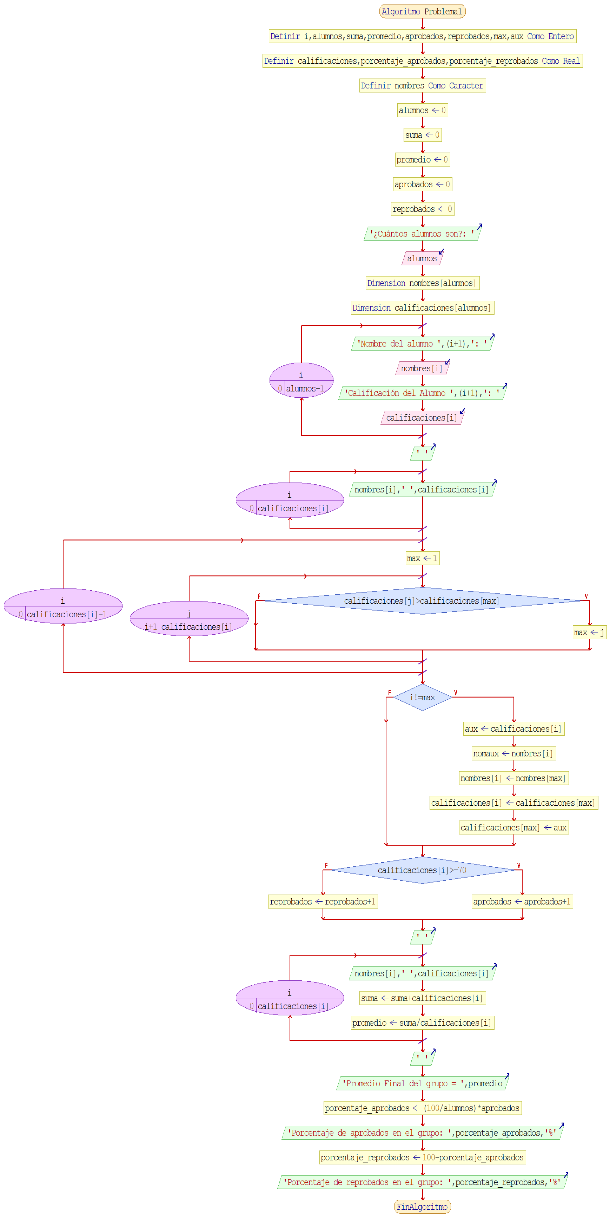 Algoritmo Problema1
Definir i,alumnos,suma,promedio,aprobados,reprobados,max,aux Como Entero
Definir calificaciones,porcentaje_aprobados,porcentaje_reprobados Como Real
Definir nombres Como Caracter
alumnos ← 0
suma ← 0
promedio ← 0
aprobados ← 0
reprobados ← 0
'¿Cuántos alumnos son?: '
alumnos
Dimension nombres[alumnos]
Dimension calificaciones[alumnos]
'Nombre del alumno ',(i+1),': '
i
0 alumnos-1
nombres[i]
'Calificación del Alumno ',(i+1),': '
calificaciones[i]
' '
i
0 calificaciones[i]
nombres[i],' ',calificaciones[i]
max ← 1
i
0 calificaciones[i]-1
j
i+1 calificaciones[i]
F
calificaciones[j]>calificaciones[max]
V
max ← j
F
i!=max
V
aux ← calificaciones[i]
nomaux ← nombres[i]
nombres[i] ← nombres[max]
calificaciones[i] ← calificaciones[max]
calificaciones[max] ← aux
F
calificaciones[i]>=70
V
reprobados ← reprobados+1
aprobados ← aprobados+1
' '
nombres[i],' ',calificaciones[i]
i
0 calificaciones[i]
suma ← suma+calificaciones[i]
promedio ← suma/calificaciones[i]
' '
'Promedio Final del grupo = ',promedio
porcentaje_aprobados ← (100/alumnos)*aprobados
'Porcentaje de aprobados en el grupo: ',porcentaje_aprobados,'%'
porcentaje_reprobados ← 100-porcentaje_aprobados
'Porcentaje de reprobados en el grupo: ',porcentaje_reprobados,'%'
FinAlgoritmo